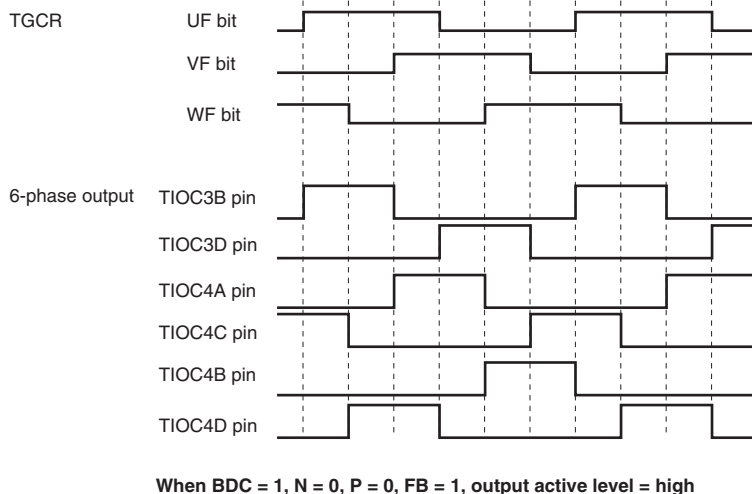 TGCR UF bit
VF bit
WF bit
6-phase output TIOC3B pin
TIOC3D pin
TIOC4A pin
TIOC4C pin
TIOC4B pin
TIOC4D pin
When BDC = 1, N = 0, P = 0, FB = 1, output active level = high